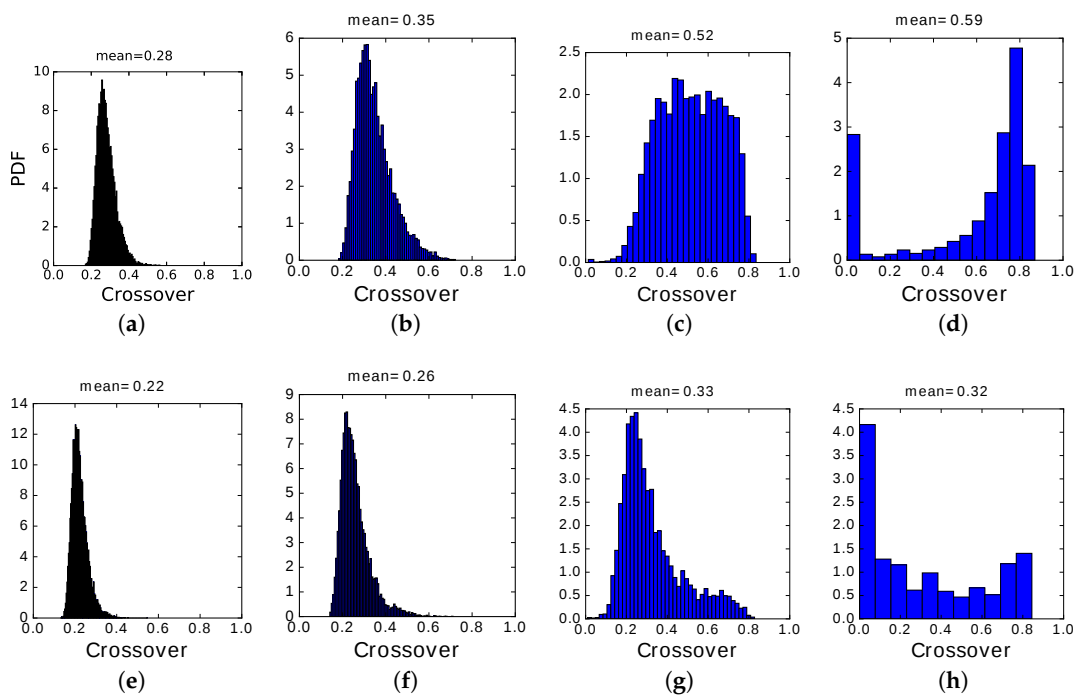 mean=0.28
10
8
6
4
2
0
PDF
0.0 0.2 0.4 0.6 0.8 1.0
Crossover
(a)
mean=0.35
6
5
4
3
2
1
0
0.0 0.2 0.4 0.6 0.8 1.0
Crossover
(b)
mean=0.52
2.5
2.0
1.5
1.0
0.5
0.0
0.0 0.2 0.4 0.6 0.8 1.0
Crossover
(c)
mean=0.59
5
4
3
2
1
0
0.0 0.2 0.4 0.6 0.8 1.0
Crossover
(d)
mean=0.22
14
12
10
8
6
4
2
0
0.0 0.2 0.4 0.6 0.8 1.0
Crossover
(e)
mean=0.26
9
8
7
6
5
4
3
2
1
0
0.0 0.2 0.4 0.6 0.8 1.0
Crossover
(f)
mean=0.33
4.5
4.0
3.5
3.0
2.5
2.0
1.5
1.0
0.5
0.0
0.0 0.2 0.4 0.6 0.8 1.0
Crossover
(g)
mean=0.32
4.5
4.0
3.5
3.0
2.5
2.0
1.5
1.0
0.5
0.0
0.0 0.2 0.4 0.6 0.8 1.0
Crossover
(h)